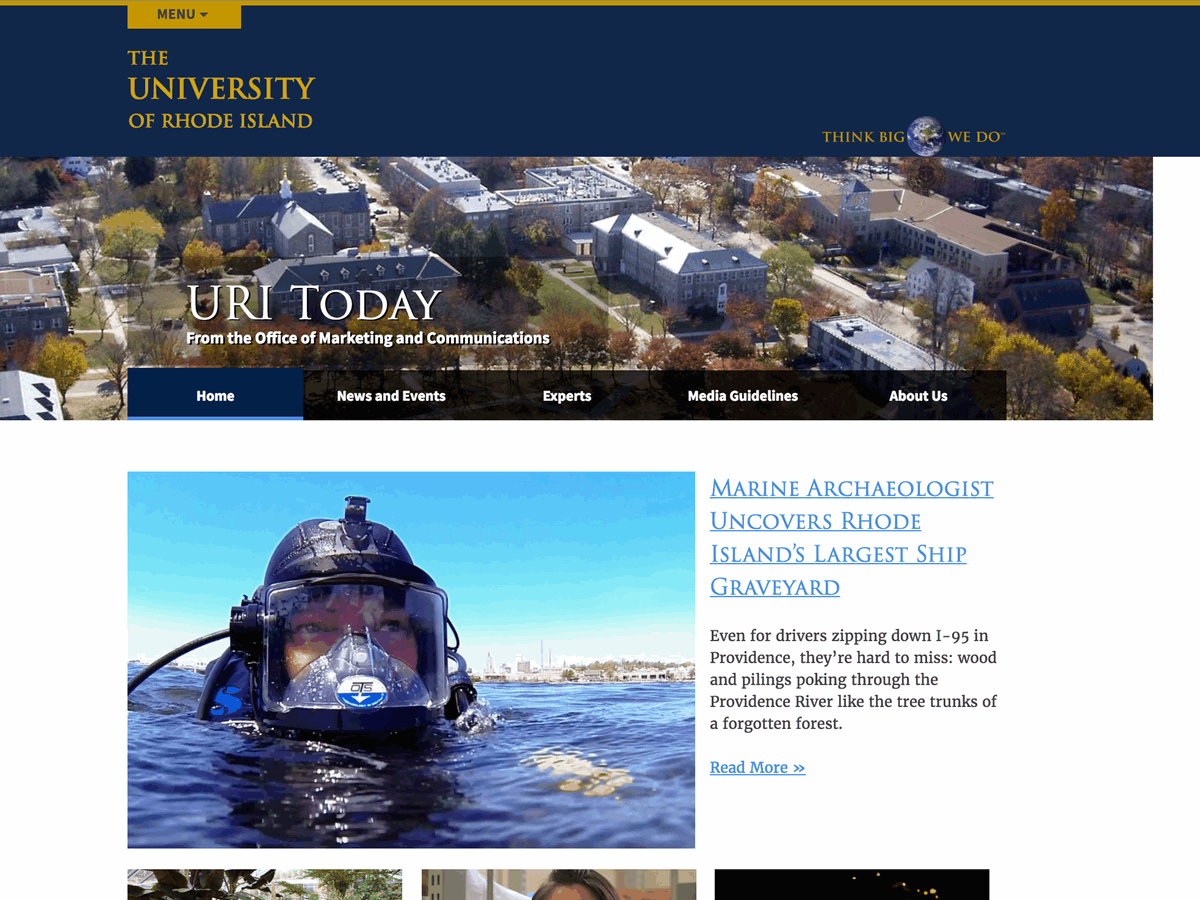 MENU
THE
UNIVERSITY
OF RHODE ISLAND
THINK BIG WE DO™
URI TODAY
From the Office of Marketing and Communications
Home News and Events Experts Media Guidelines About Us
MARINE ARCHAEOLOGIST
UNCOVERS RHODE
ISLAND’S LARGEST SHIP
GRAVEYARD
Even for drivers zipping down I-95 in
Providence, they’re hard to miss: wood
and pilings poking through the
Providence River like the tree trunks of
a forgotten forest.
Read More »
OTS